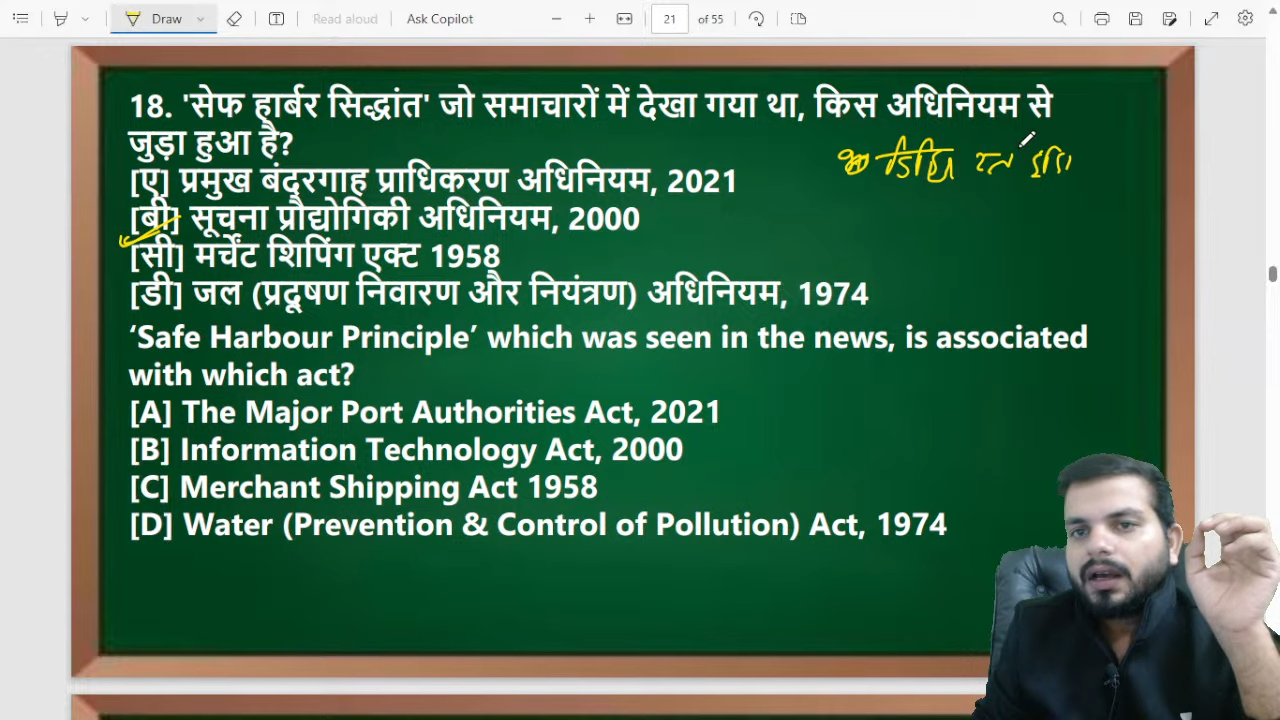 Draw
Read aloud
Ask Copilot
21 of 55
18. 'सेफ हार्बर सिद्धांत' जो समाचारों में देखा गया था, किस अधिनियम से
जुड़ा हुआ है?
[ए] प्रमुख बंदरगाह प्राधिकरण अधिनियम, 2021
[बी] सूचना प्रौद्योगिकी अधिनियम, 2000
[सी] मर्चेंट शिपिंग एक्ट 1958
[डी] जल (प्रदूषण निवारण और नियंत्रण) अधिनियम, 1974
‘Safe Harbour Principle’ which was seen in the news, is associated
with which act?
[A] The Major Port Authorities Act, 2021
[B] Information Technology Act, 2000
[C] Merchant Shipping Act 1958
[D] Water (Prevention & Control of Pollution) Act, 1974